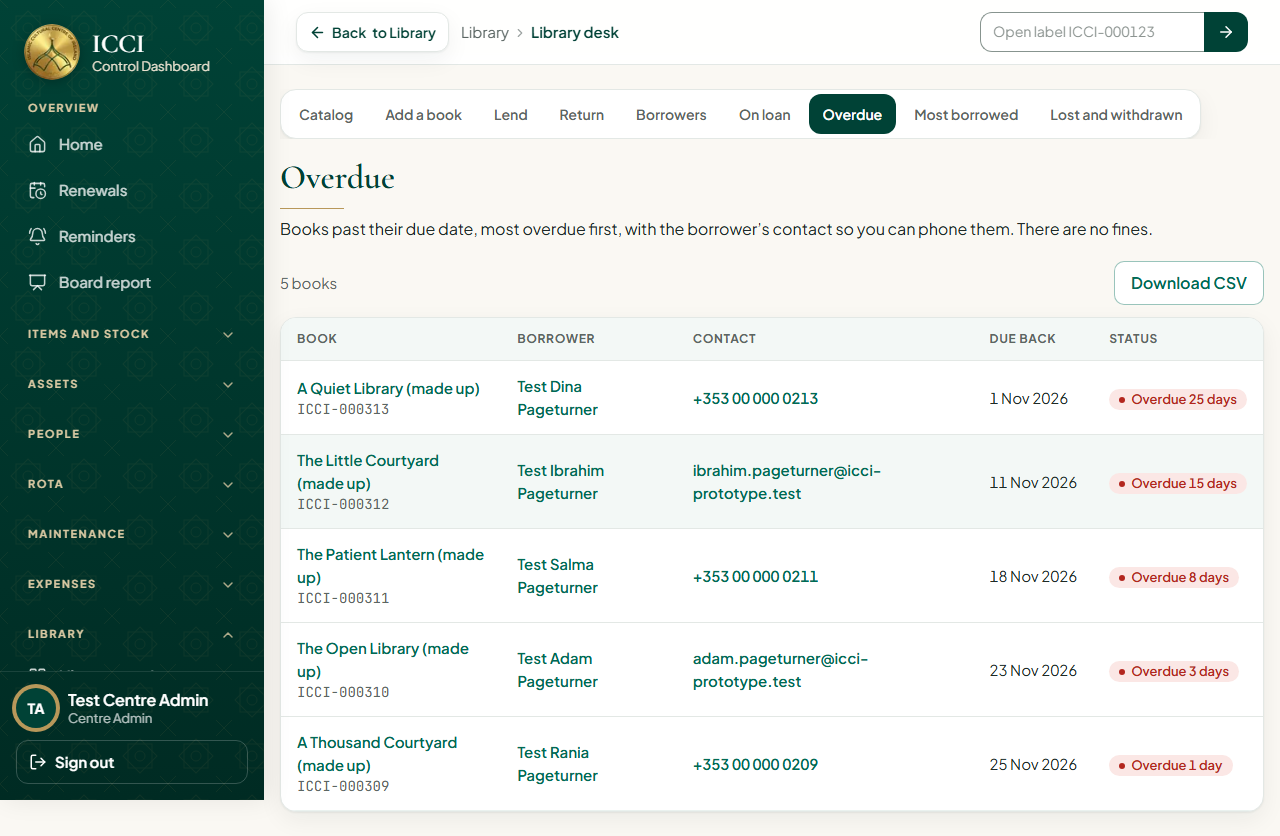 ICCI
Control Dashboard
OVERVIEW
Home
Renewals
Reminders
Board report
ITEMS AND STOCK
ASSETS
PEOPLE
ROTA
MAINTENANCE
EXPENSES
LIBRARY
TA
Test Centre Admin
Centre Admin
Sign out
Back to Library
Library
Library desk
Open label ICCI-000123
Catalog
Add a book
Lend
Return
Borrowers
On loan
Overdue
Most borrowed
Lost and withdrawn
Overdue
Books past their due date, most overdue first, with the borrower’s contact so you can phone them. There are no fines.
5 books
Download CSV
BOOK
BORROWER
CONTACT
DUE BACK
STATUS
A Quiet Library (made up)
ICCI-000313
Test Dina
Pageturner
+353 00 000 0213
1 Nov 2026
Overdue 25 days
The Little Courtyard
(made up)
ICCI-000312
Test Ibrahim
Pageturner
ibrahim.pageturner@icci-
prototype.test
11 Nov 2026
Overdue 15 days
The Patient Lantern (made
up)
ICCI-000311
Test Salma
Pageturner
+353 00 000 0211
18 Nov 2026
Overdue 8 days
The Open Library (made
up)
ICCI-000310
Test Adam
Pageturner
adam.pageturner@icci-
prototype.test
23 Nov 2026
Overdue 3 days
A Thousand Courtyard
(made up)
ICCI-000309
Test Rania
Pageturner
+353 00 000 0209
25 Nov 2026
Overdue 1 day